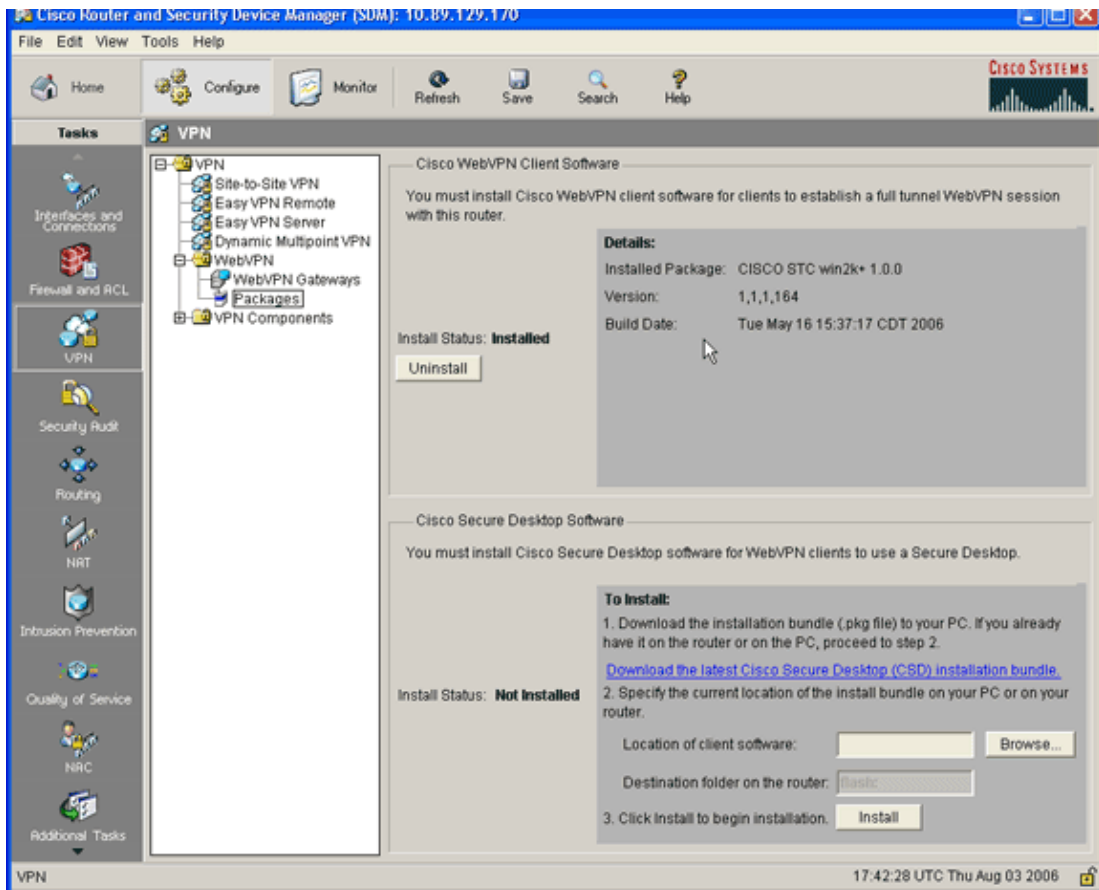 Cisco Router and Security Device Manager (SDM): 10.89.129.170
File Edit View Tools Help
Home
Configure
Monitor
Refresh
Save
Search
Help
CISCO SYSTEMS
Tasks
Interfaces and
Connections
Firewall and ACL
VPN
Security Audit
Routing
NAT
Intrusion Prevention
Quality of Service
NAC
Additional Tasks
VPN
VPN
Site-to-Site VPN
Easy VPN Remote
Easy VPN Server
Dynamic Multipoint VPN
WebVPN
WebVPN Gateways
Packages
VPN Components
Cisco WebVPN Client Software
You must install Cisco WebVPN client software for clients to establish a full tunnel WebVPN session
with this router.
Install Status: Installed
Uninstall
Details:
Installed Package: CISCO STC win2k+ 1.0.0
Version: 1,1,1,164
Build Date: Tue May 16 15:37:17 CDT 2006
Cisco Secure Desktop Software
You must install Cisco Secure Desktop software for WebVPN clients to use a Secure Desktop.
Install Status: Not Installed
To Install:
1. Download the installation bundle (.pkg file) to your PC. If you already
have it on the router or on the PC, proceed to step 2.
Download the latest Cisco Secure Desktop (CSD) installation bundle.
2. Specify the current location of the install bundle on your PC or on your
router.
Location of client software:
Browse...
Destination folder on the router: flash:
3. Click Install to begin installation.
Install
VPN
17:42:28 UTC Thu Aug 03 2006